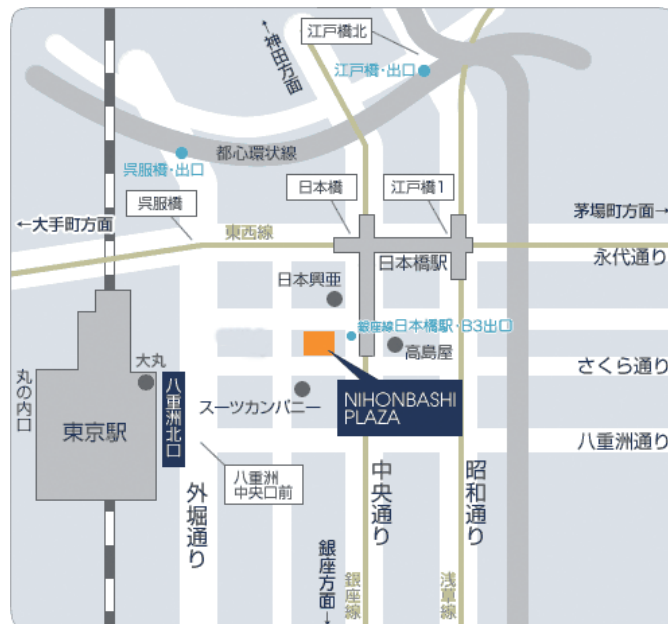 江戸橋北
←神田方面
江戸橋・出口
都心環状線
呉服橋・出口
呉服橋
日本橋
江戸橋1
←大手町方面
茅場町方面→
東西線
日本橋駅
永代通り
日本興亜
銀座線日本橋駅・B3出口
高島屋
さくら通り
大丸
丸の内口
八重洲北口
東京駅
スーツカンパニー
NIHONBASHI
PLAZA
八重洲通り
八重洲
中央口前
外堀通り
中央通り
昭和通り
銀座方面→
銀座線
浅草線